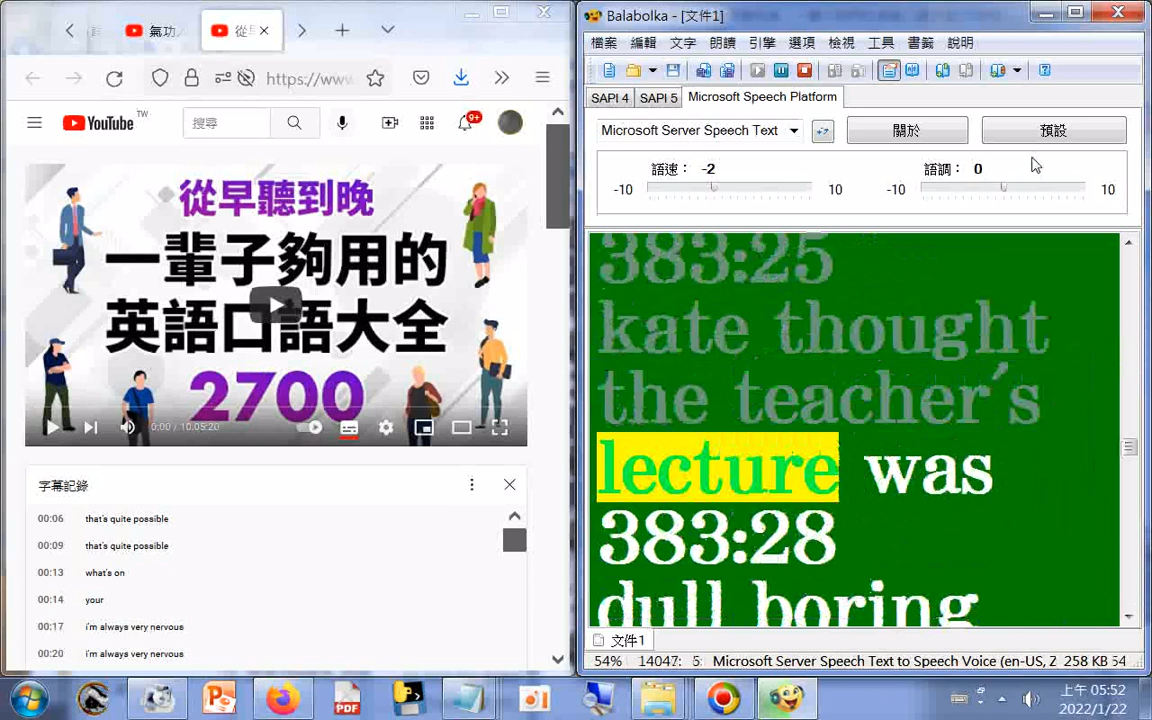 氣功
從
https://www
YouTube TW
搜尋
9+
從早聽到晚
一輩子夠用的
英語口語大全
2700
0:00 / 10:05:20
字幕記錄
00:06 that's quite possible
00:09 that's quite possible
00:13 what's on
00:14 your
00:17 i'm always very nervous
00:20 i'm always very nervous
Balabolka - [文件1]
檔案 編輯 文字 朗讀 引擎 選項 檢視 工具 書籤 說明
SAPI 4 SAPI 5 Microsoft Speech Platform
Microsoft Server Speech Text 關於 預設
語速： -2 語調： 0
-10 10 -10 10
383:25
kate thought
the teacher's
lecture was
383:28
dull boring
文件1
54% 14047: 5: Microsoft Server Speech Text to Speech Voice (en-US, Z 258 KB 54
PDF
上午 05:52
2022/1/22